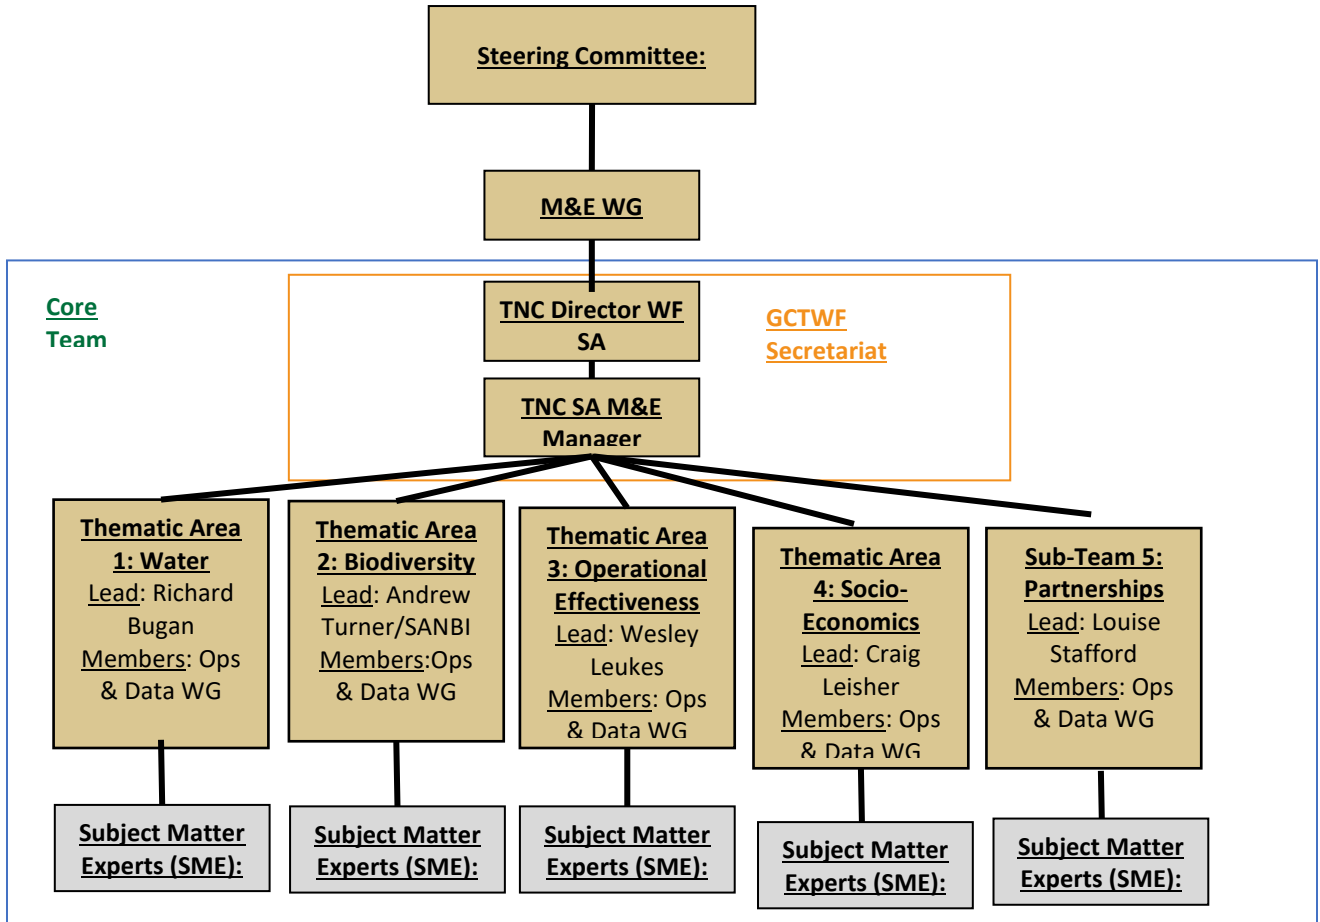 Steering Committee:
M&E WG
Core
Team
TNC Director WF
SA
GCTWF
Secretariat
TNC SA M&E
Manager
Thematic Area
1: Water
Lead: Richard
Bugan
Members: Ops
& Data WG
Thematic Area
2: Biodiversity
Lead: Andrew
Turner/SANBI
Members:Ops
& Data WG
Thematic Area
3: Operational
Effectiveness
Lead: Wesley
Leukes
Members: Ops
& Data WG
Thematic Area
4: Socio-
Economics
Lead: Craig
Leisher
Members: Ops
& Data WG
Sub-Team 5:
Partnerships
Lead: Louise
Stafford
Members: Ops
& Data WG
Subject Matter
Experts (SME):
Subject Matter
Experts (SME):
Subject Matter
Experts (SME):
Subject Matter
Experts (SME):
Subject Matter
Experts (SME):